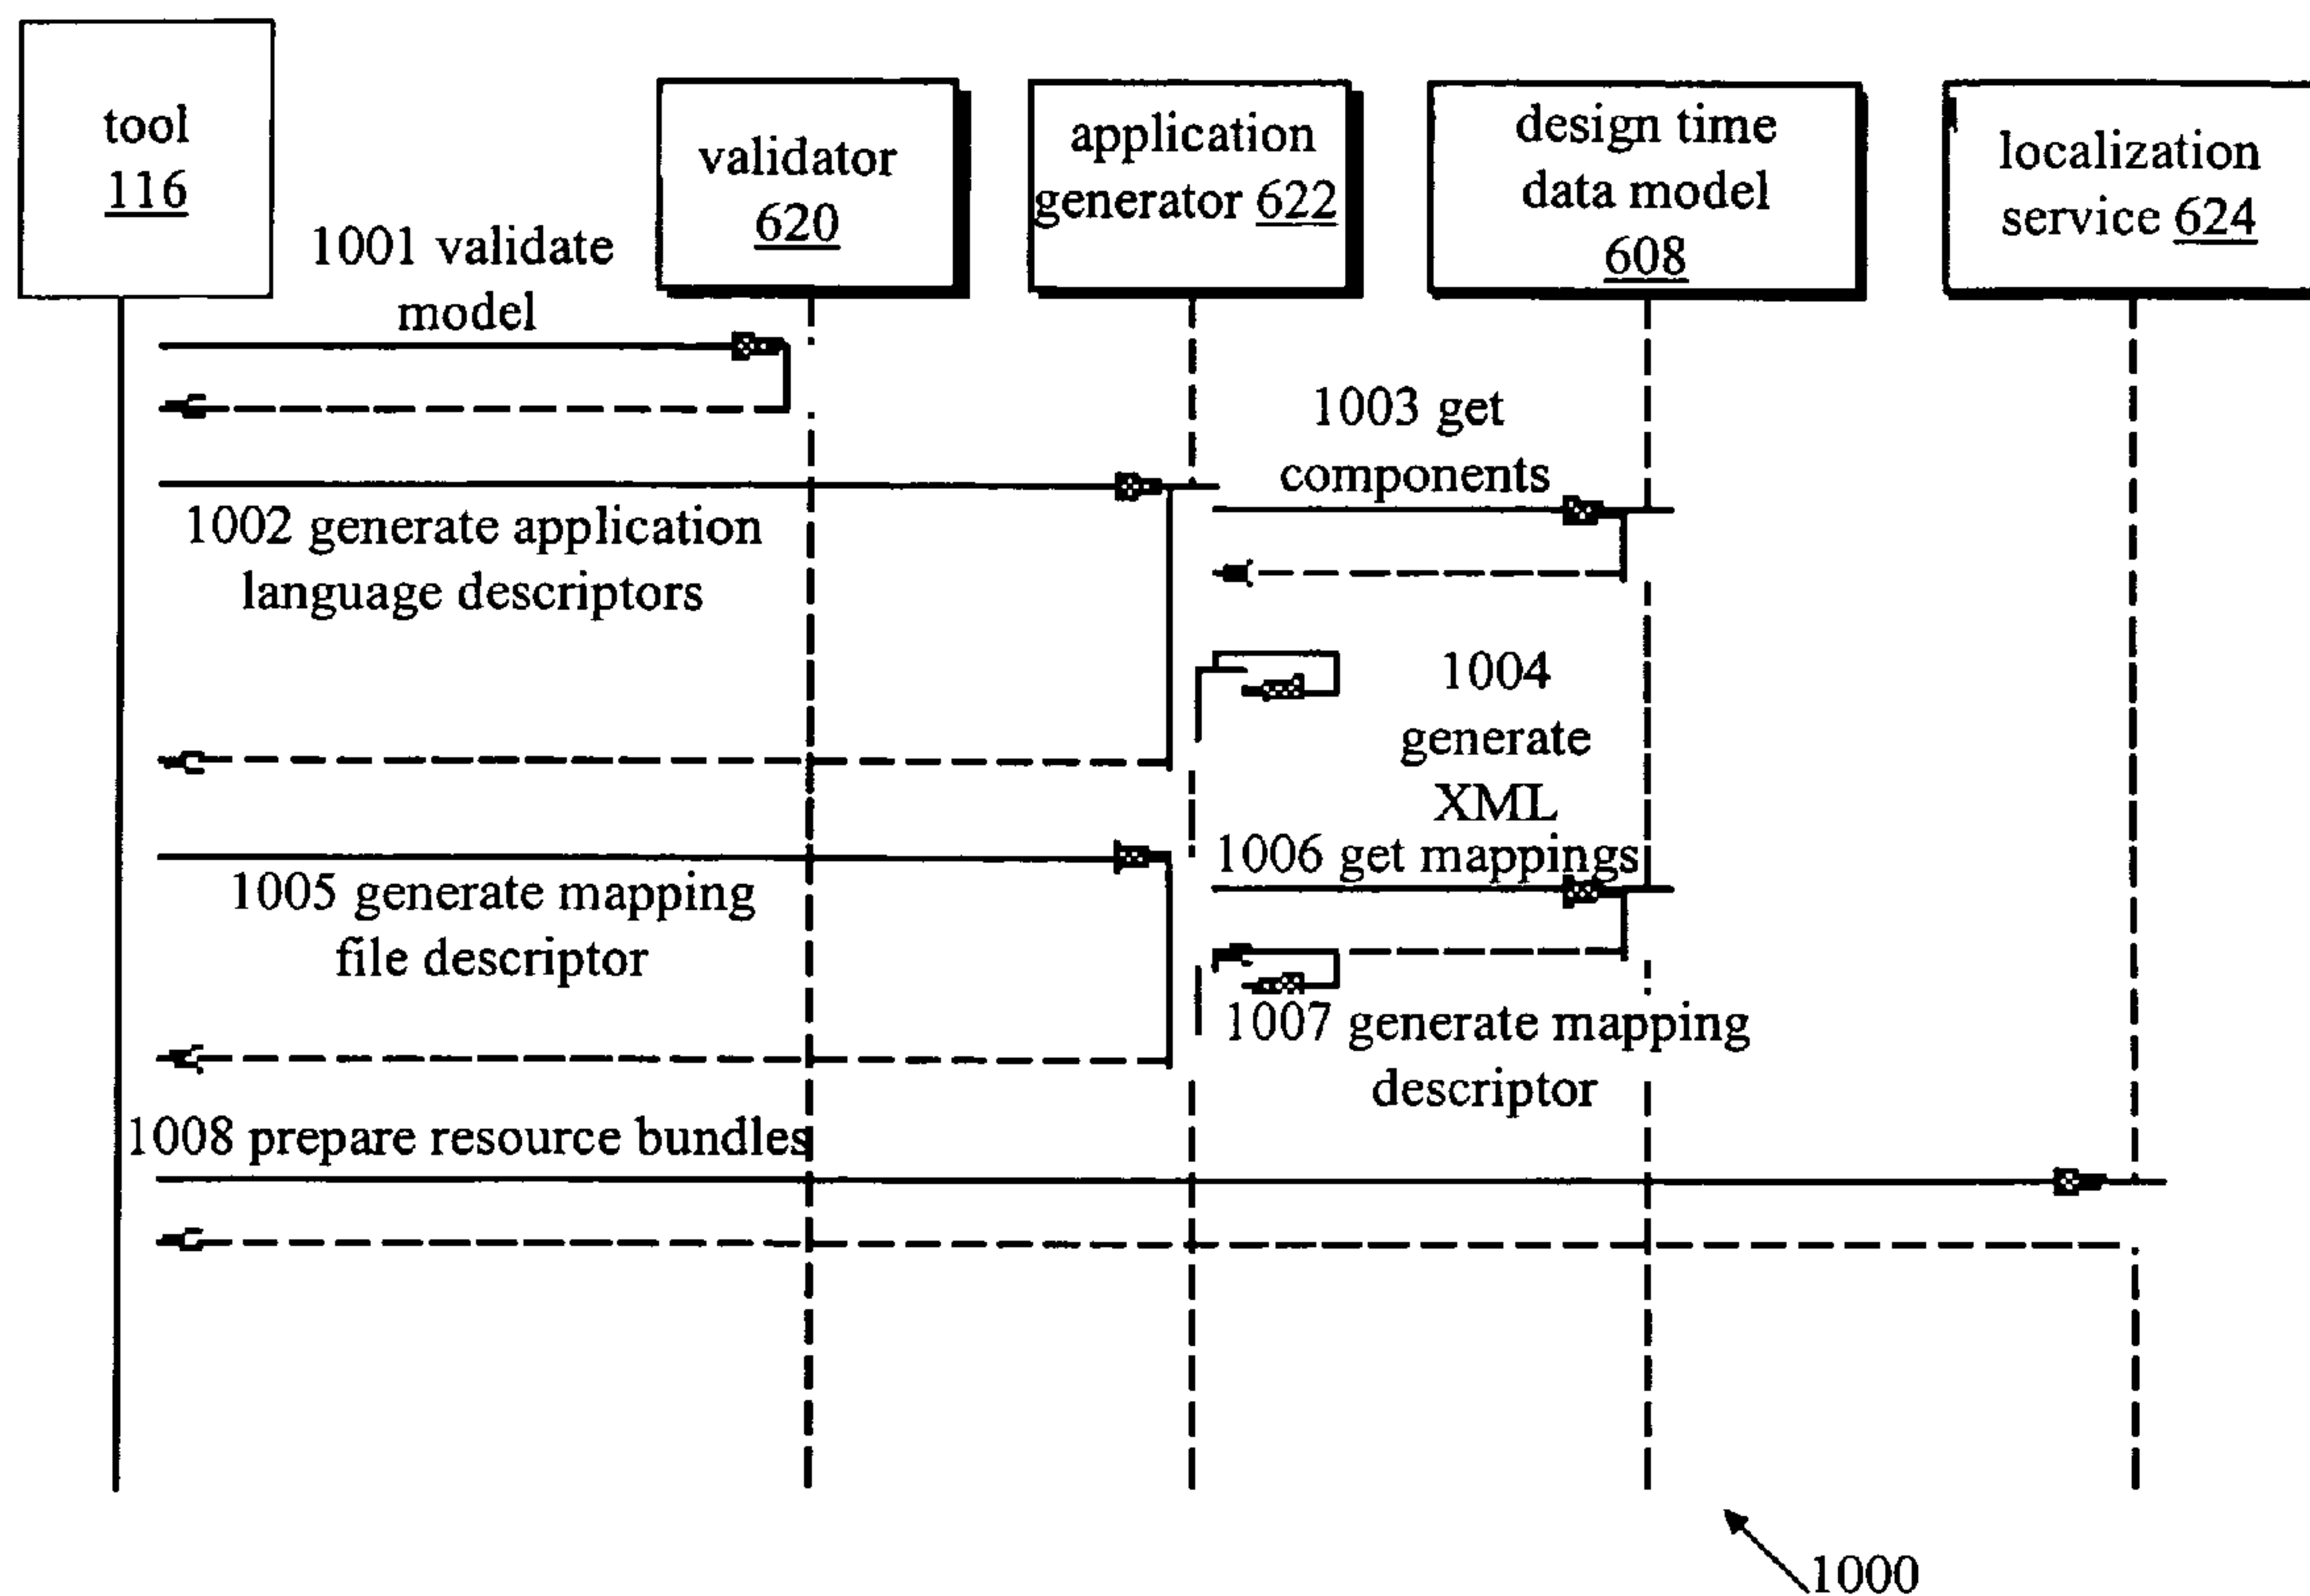 tool
116
validator
620
application
generator 622
design time
data model
608
localization
service 624
1001 validate
model
1003 get
components
1002 generate application
language descriptors
1004
generate
XML
1006 get mappings
1005 generate mapping
file descriptor
1007 generate mapping
descriptor
1008 prepare resource bundles
1000